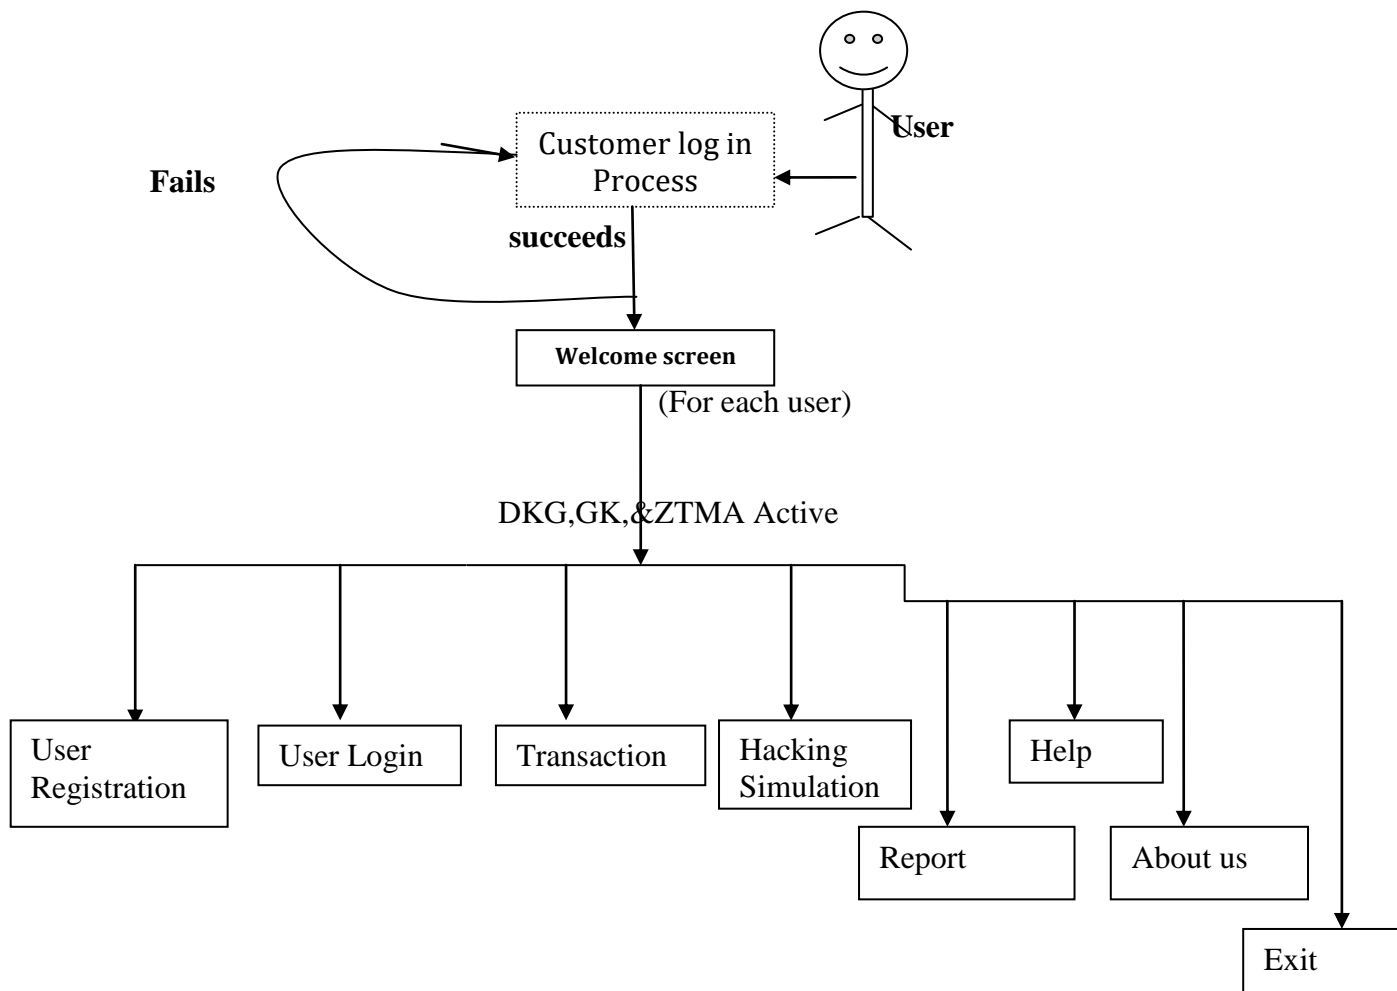 User
Customer log in
Process
Fails
succeeds
Welcome screen
(For each user)
DKG,GK,&ZTMA Active
User
Registration
User Login
Transaction
Hacking
Simulation
Help
Report
About us
Exit